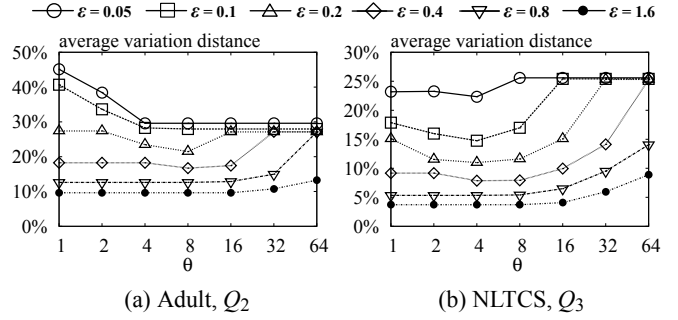 ε = 0.05 ε = 0.1 ε = 0.2 ε = 0.4 ε = 0.8 ε = 1.6
average variation distance
50%
40%
30%
20%
10%
0%
1 2 4 8 16 32 64
θ
(a) Adult, Q2
average variation distance
30%
25%
20%
15%
10%
5%
0%
1 2 4 8 16 32 64
θ
(b) NLTCS, Q3